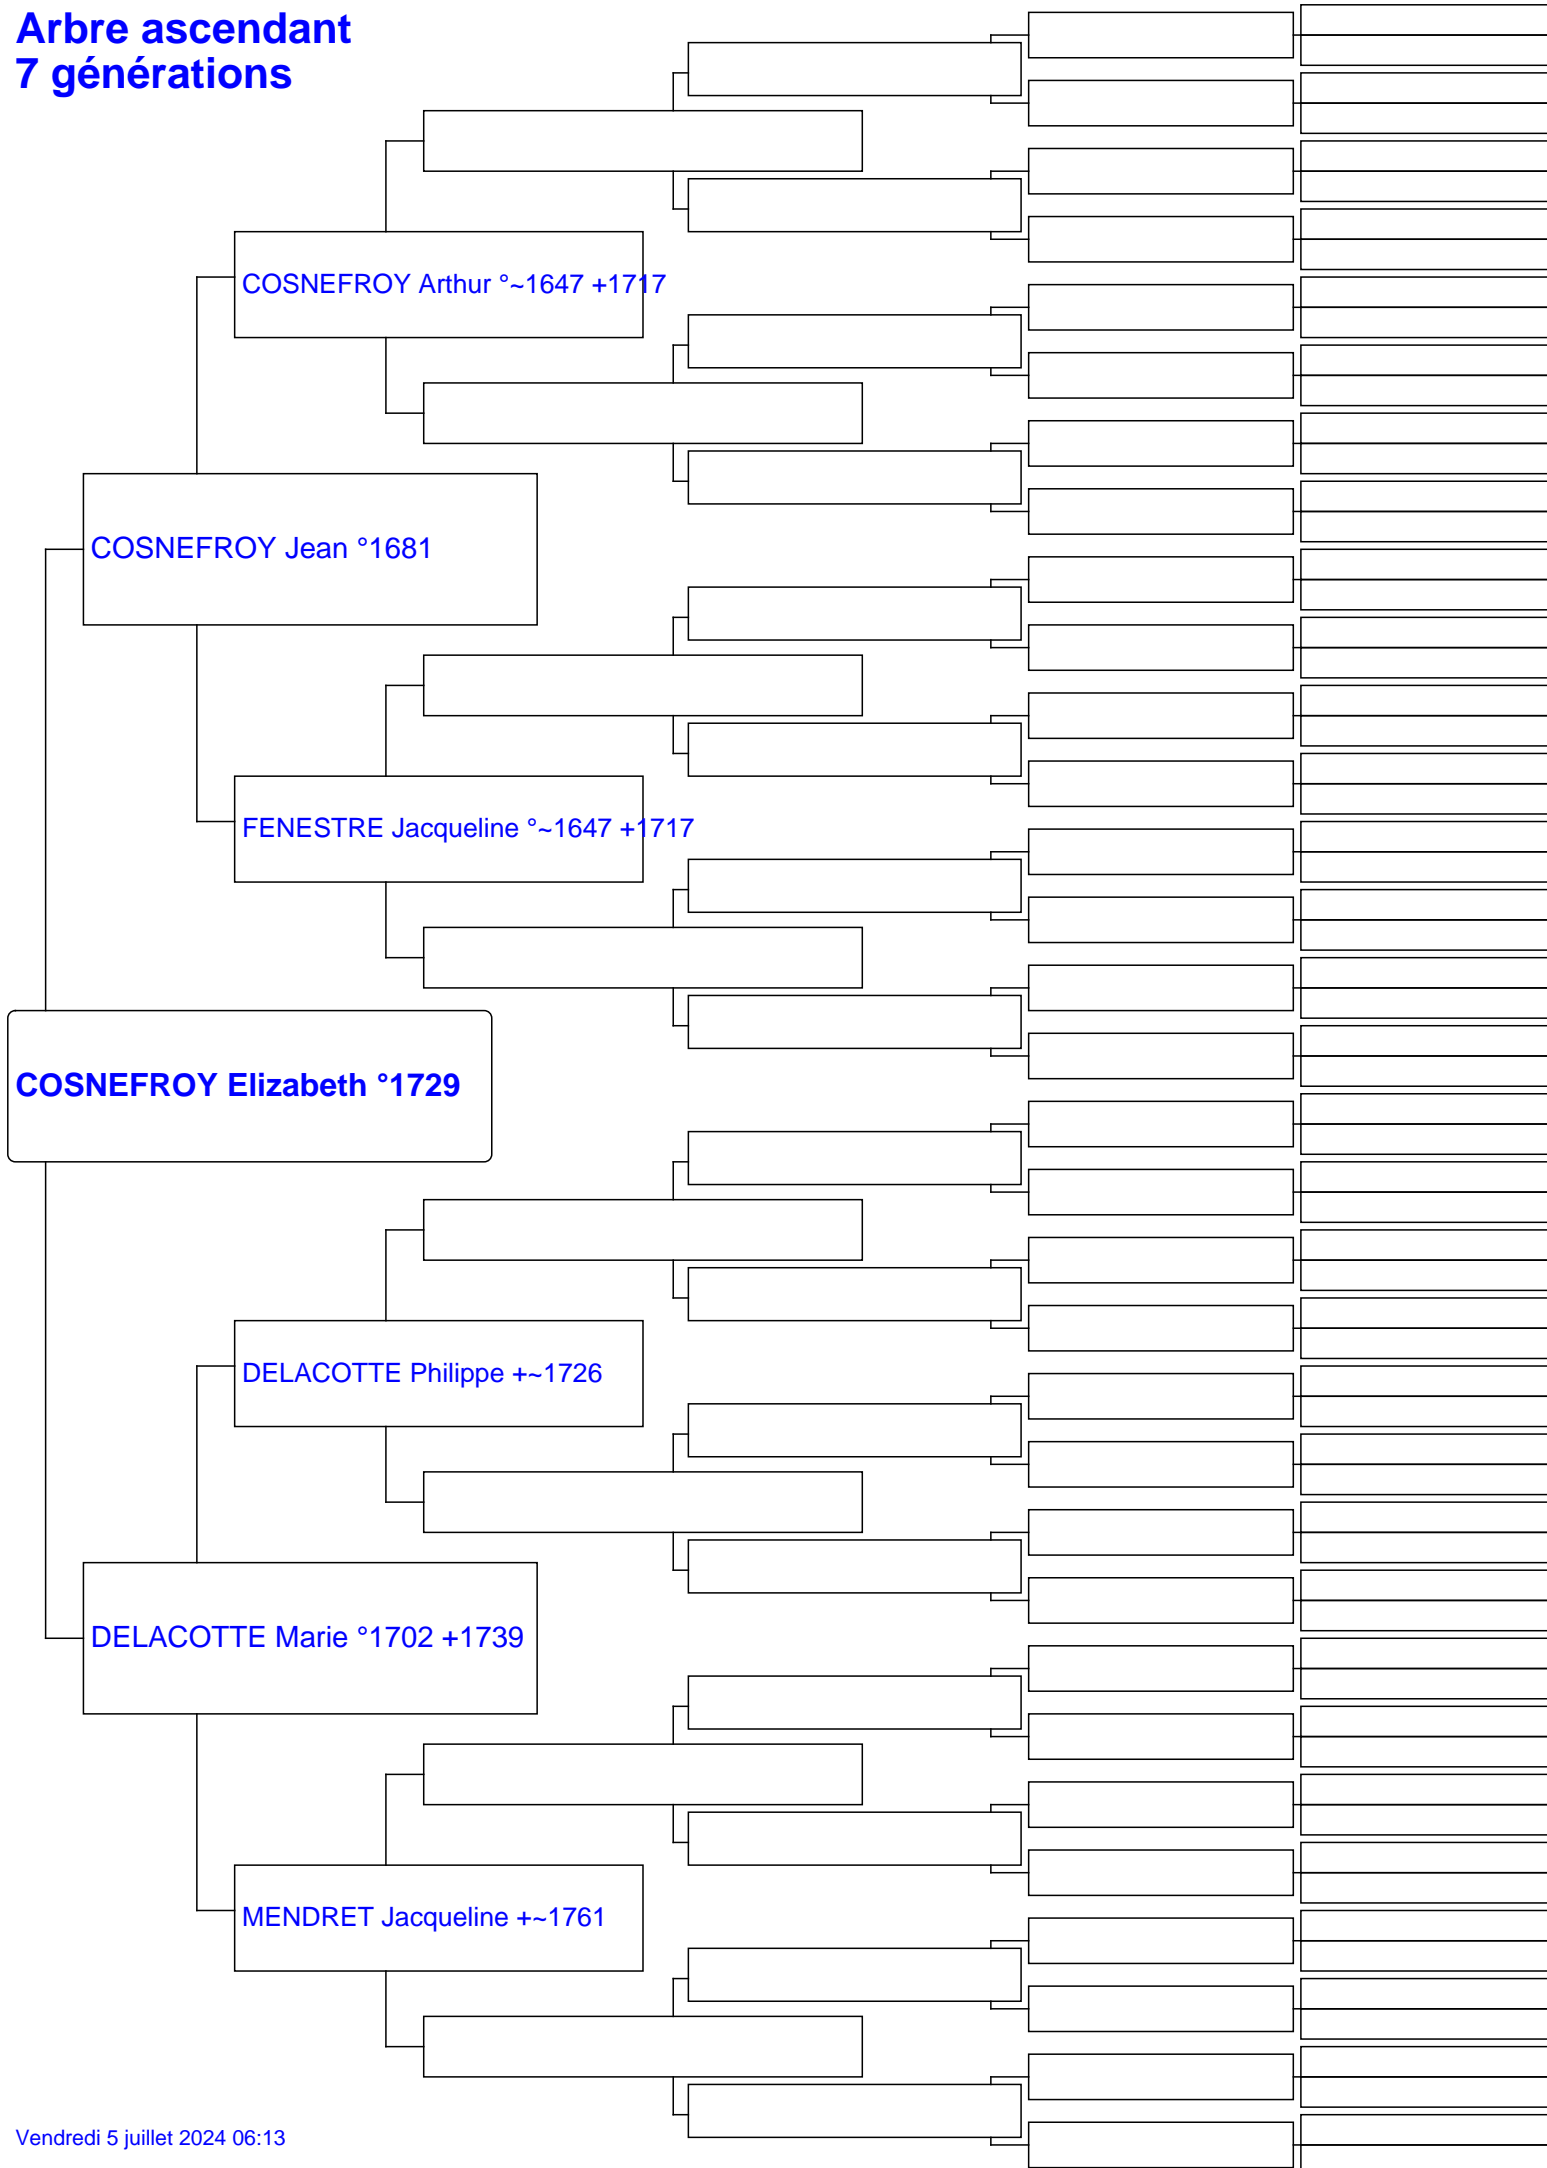 Arbre ascendant
7 générations
COSNEFROY Arthur °~1647 +1717
COSNEFROY Jean °1681
FENESTRE Jacqueline °~1647 +1717
COSNEFROY Elizabeth °1729
DELACOTTE Philippe +~1726
DELACOTTE Marie °1702 +1739
MENDRET Jacqueline +~1761
Vendredi 5 juillet 2024 06:13